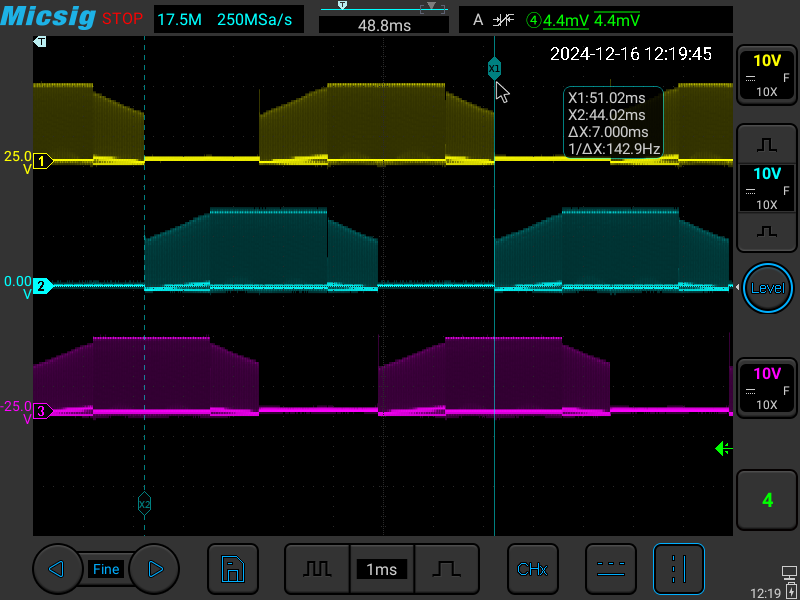 Micsig STOP 17.5M 250MSa/s T 48.8ms A 4 4.4mV 4.4mV
T
2024-12-16 12:19:45
10V
F
10X
X1
X1:51.02ms
X2:44.02ms
ΔX:7.000ms
1/ΔX:142.9Hz
25.0
V
1
10V
F
10X
0.00
V
2
Level
10V
F
10X
-25.0
V
3
X2
4
Fine
1ms
CHx
12:19